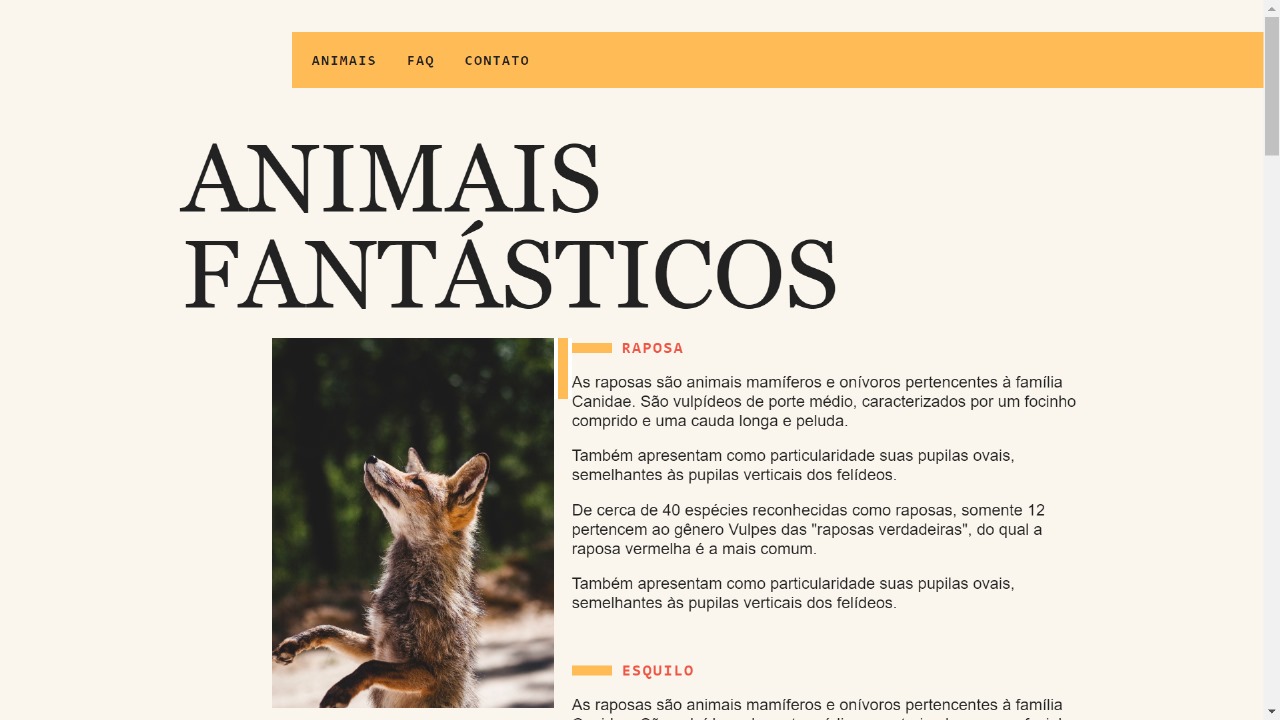 ANIMAIS FAQ CONTATO
ANIMAIS
FANTÁSTICOS
RAPOSA
As raposas são animais mamíferos e onívoros pertencentes à família
Canidae. São vulpídeos de porte médio, caracterizados por um focinho
comprido e uma cauda longa e peluda.
Também apresentam como particularidade suas pupilas ovais,
semelhantes às pupilas verticais dos felídeos.
De cerca de 40 espécies reconhecidas como raposas, somente 12
pertencem ao gênero Vulpes das "raposas verdadeiras", do qual a
raposa vermelha é a mais comum.
Também apresentam como particularidade suas pupilas ovais,
semelhantes às pupilas verticais dos felídeos.
ESQUILO
As raposas são animais mamíferos e onívoros pertencentes à família